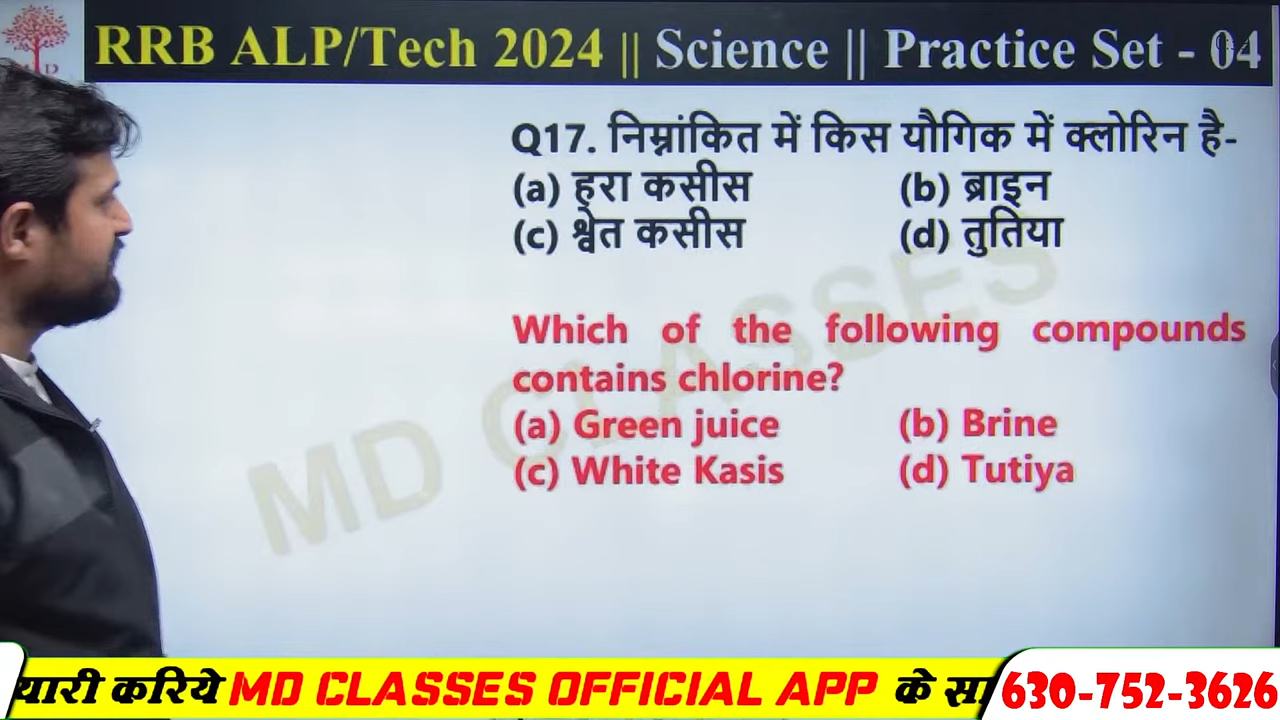 RRB ALP/Tech 2024 || Science || Practice Set - 04
Q17. निम्नांकित में किस यौगिक में क्लोरिन है-
(a) हरा कसीस (b) ब्राइन
(c) श्वेत कसीस (d) तुतिया
Which of the following compounds
contains chlorine?
(a) Green juice (b) Brine
(c) White Kasis (d) Tutiya
MD CLASSES
यारी करिये MD CLASSES OFFICIAL APP के सा
630-752-3626